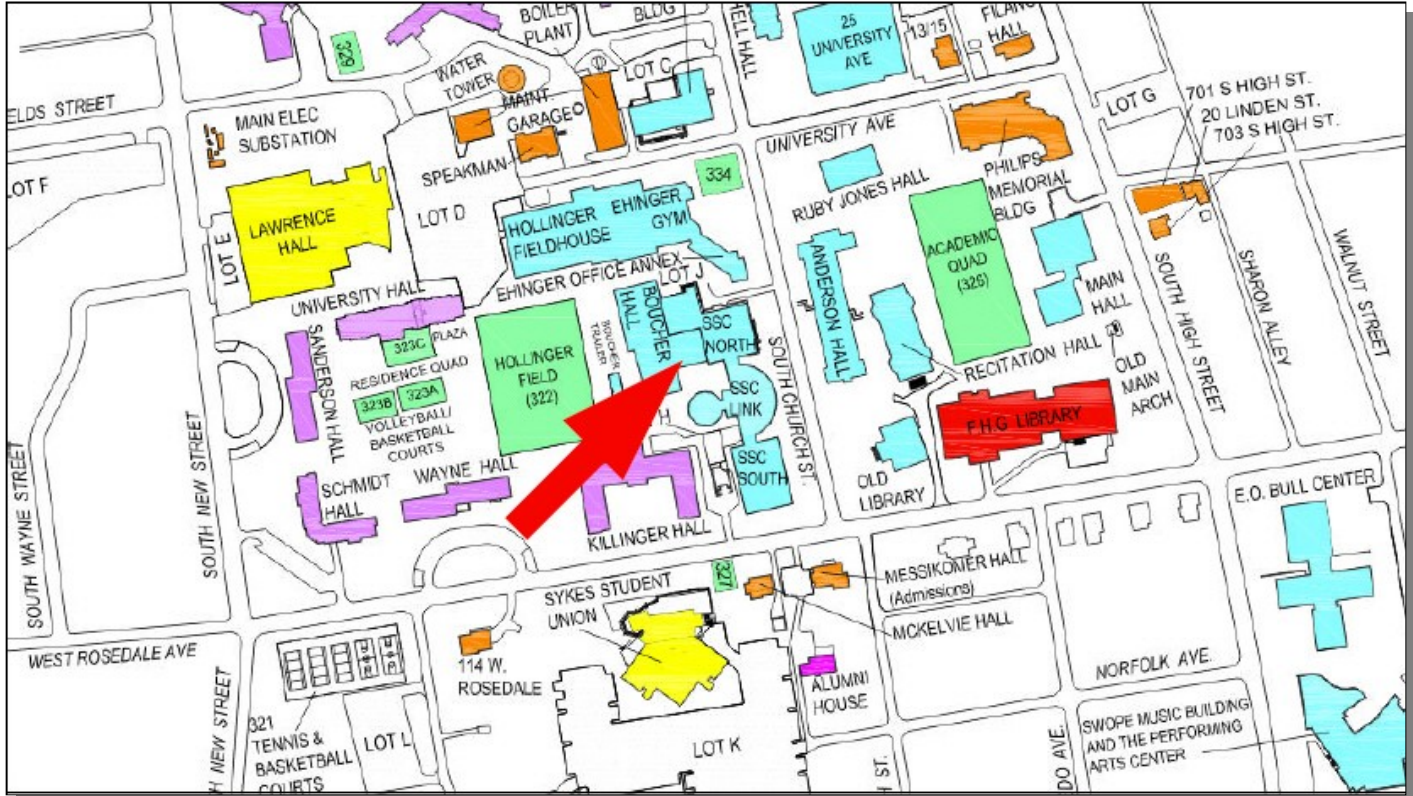 BOILER
PLANT
BLDG
25
UNIVERSITY
AVE
13/15
HALL
329
WATER
TOWER
LOT C
MAINT.
GARAGE
LOT G
701 S HIGH ST.
20 LINDEN ST.
703 S HIGH ST.
MAIN ELEC
SUBSTATION
SPEAKMAN
UNIVERSITY AVE
PHILIPS
MEMORIAL
BLDG
LOT F
334
RUBY JONES HALL
LAWRENCE
HALL
LOT E
LOT D
HOLLINGER
FIELDHOUSE
EHINGER
GYM
ANDERSON HALL
ACADEMIC
QUAD
(326)
MAIN
HALL
SOUTH HIGH STREET
SHARON ALLEY
WALNUT STREET
EHINGER OFFICE ANNEX
LOT J
UNIVERSITY HALL
SANDERSON HALL
323C
PLAZA
RESIDENCE QUAD
323B
323A
VOLLEYBALL/
BASKETBALL
COURTS
HOLLINGER
FIELD
(322)
BOUCHER
HALL
BOUCHER
TRAILER
SSC
NORTH
SSC
LINK
SSC
SOUTH
H
SOUTH CHURCH ST.
RECITATION HALL
OLD
MAIN
ARCH
F.H.G LIBRARY
OLD
LIBRARY
SOUTH WAYNE STREET
SOUTH NEW STREET
SCHMIDT
HALL
WAYNE HALL
KILLINGER HALL
E.O. BULL CENTER
SYKES STUDENT
UNION
327
MESSIKOMER HALL
(Admissions)
MCKELVIE HALL
WEST ROSEDALE AVE
114 W.
ROSEDALE
ALUMNI
HOUSE
NORFOLK AVE.
321
TENNIS &
BASKETBALL
COURTS
LOT L
LOT K
NEW STREET
ST.
AVE.
SWOPE MUSIC BUILDING
AND THE PERFORMING
ARTS CENTER